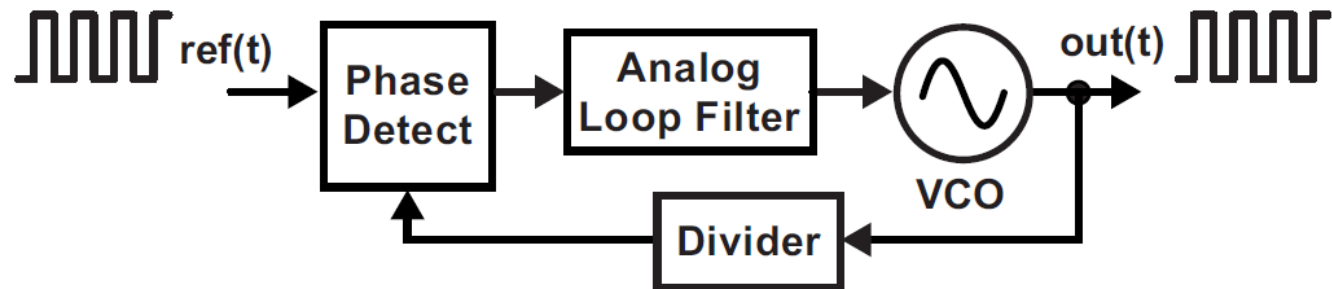 ref(t)
Phase
Detect
Analog
Loop Filter
VCO
out(t)
Divider